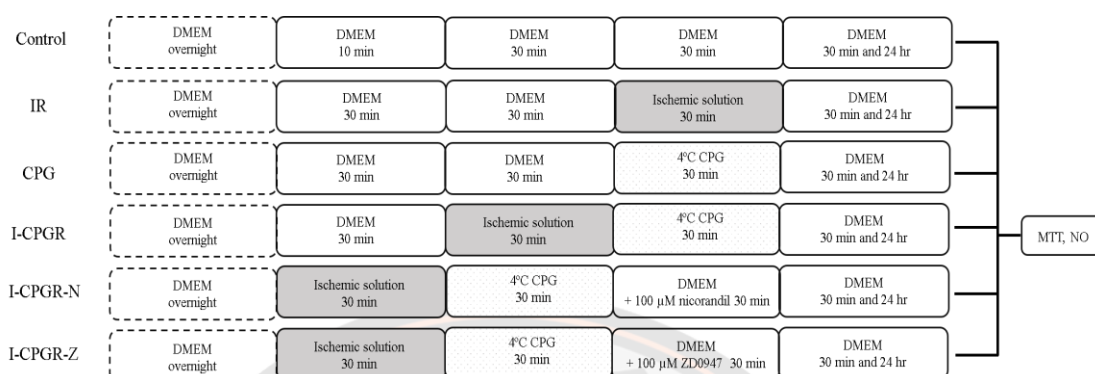 Control
DMEM
overnight
DMEM
10 min
DMEM
30 min
DMEM
30 min
DMEM
30 min and 24 hr
IR
DMEM
overnight
DMEM
30 min
DMEM
30 min
Ischemic solution
30 min
DMEM
30 min and 24 hr
CPG
DMEM
overnight
DMEM
30 min
DMEM
30 min
4ºC CPG
30 min
DMEM
30 min and 24 hr
I-CPGR
DMEM
overnight
DMEM
30 min
Ischemic solution
30 min
4ºC CPG
30 min
DMEM
30 min and 24 hr
MTT, NO
I-CPGR-N
DMEM
overnight
Ischemic solution
30 min
4ºC CPG
30 min
DMEM
+ 100 µM nicorandil 30 min
DMEM
30 min and 24 hr
I-CPGR-Z
DMEM
overnight
Ischemic solution
30 min
4ºC CPG
30 min
DMEM
+ 100 µM ZD0947 30 min
DMEM
30 min and 24 hr